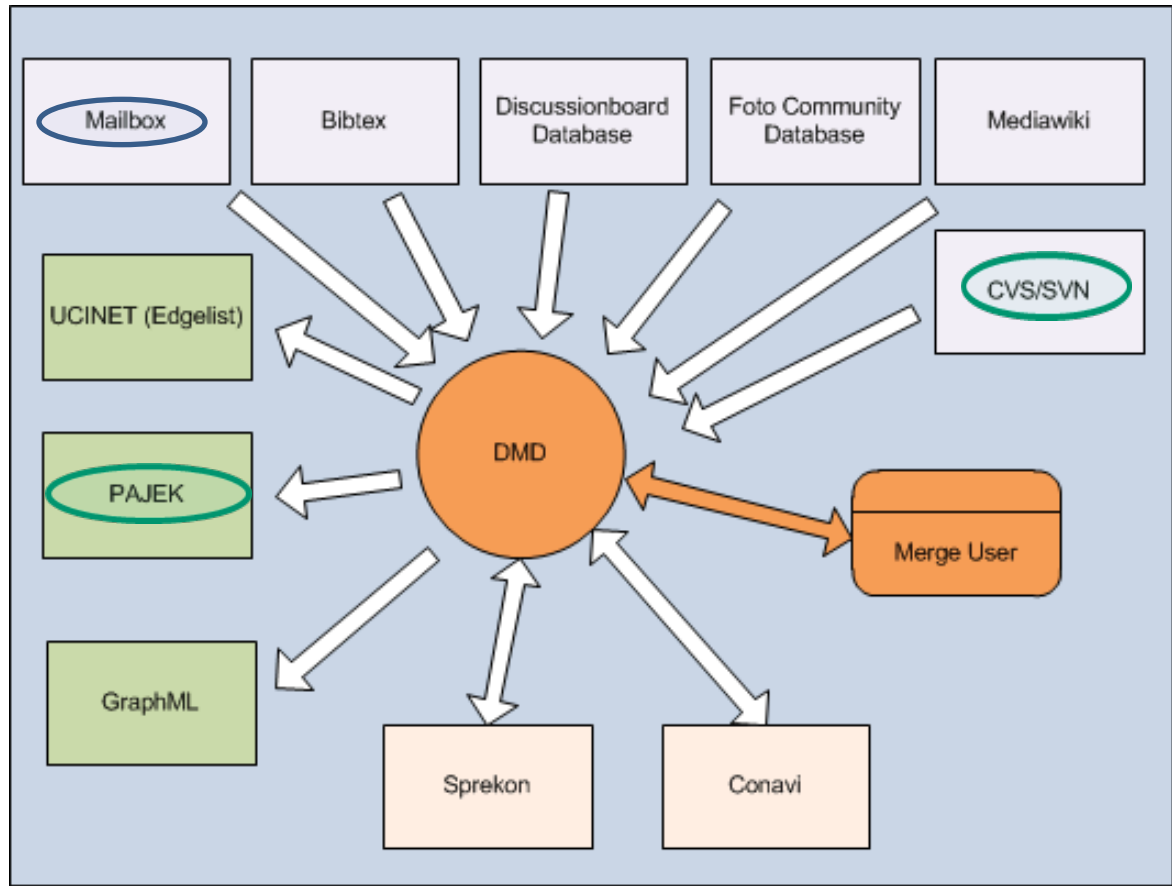 Mailbox
Bibtex
Discussionboard
Database
Foto Community
Database
Mediawiki
UCINET (Edgelist)
CVS/SVN
DMD
PAJEK
Merge User
GraphML
Sprekon
Conavi